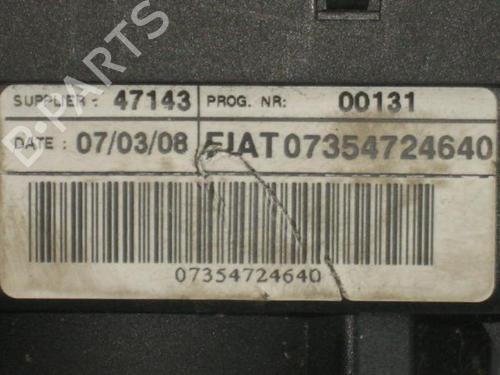 B-PARTS
SUPPLIER : 47143 PROG. NR: 00131
DATE : 07/03/08 FIAT 07354724640
07354724640